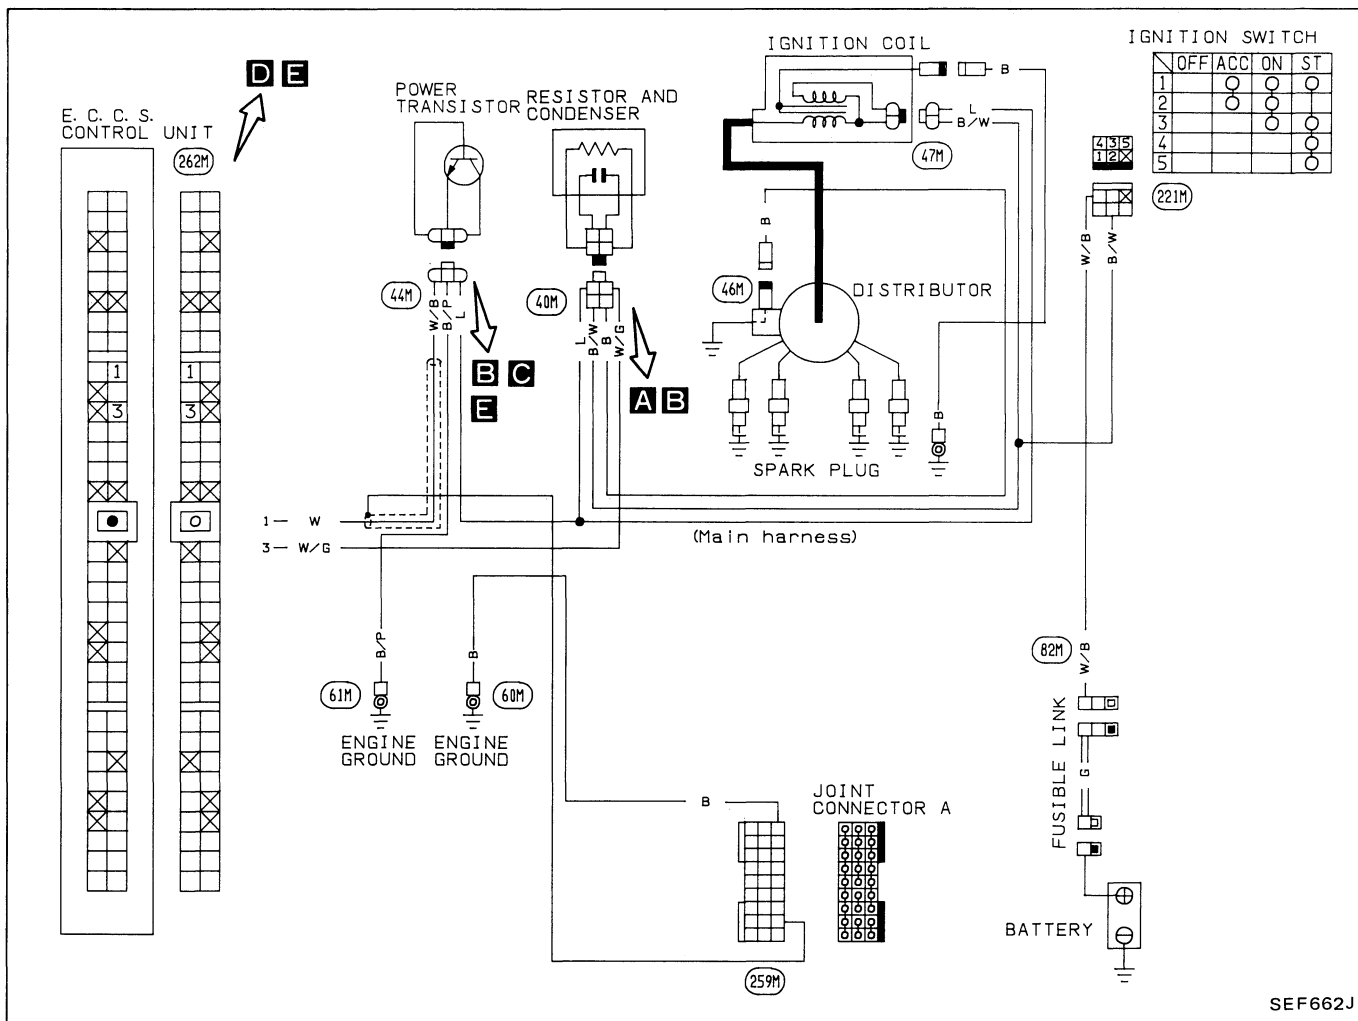 IGNITION COIL
IGNITION SWITCH
OFF ACC ON ST
1
2
3
4
5
D E
POWER
TRANSISTOR
RESISTOR AND
CONDENSER
E. C. C. S.
CONTROL UNIT
262M
B
L
B/W
47M
4 3 5
1 2
221M
B
W/B
B/W
44M
40M
46M
DISTRIBUTOR
W/B
B/P
L
L
B/W
B
W/G
1
1
3
3
B C
E
A B
B
SPARK PLUG
1 W
3 W/G
(Main harness)
B/P
B
82M
W/B
61M
60M
ENGINE
GROUND
ENGINE
GROUND
FUSIBLE LINK
G
B
JOINT
CONNECTOR A
BATTERY
259M
SEF662J